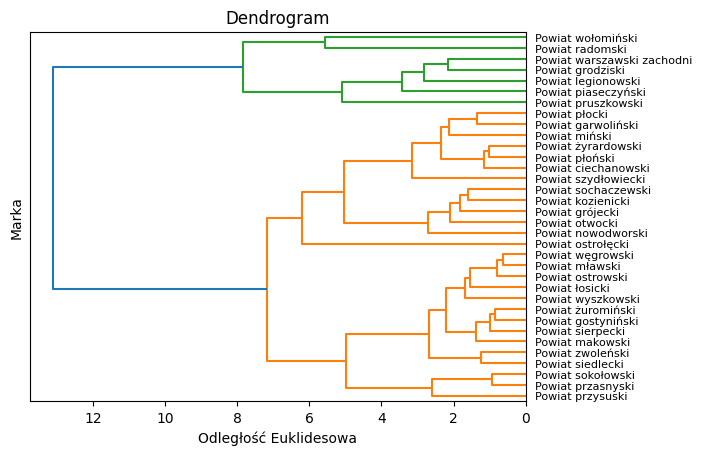 Dendrogram
Powiat wołomiński
Powiat radomski
Powiat warszawski zachodni
Powiat grodziski
Powiat legionowski
Powiat piaseczyński
Powiat pruszkowski
Powiat płocki
Powiat garwoliński
Powiat miński
Powiat żyrardowski
Powiat płoński
Powiat ciechanowski
Powiat szydłowiecki
Powiat sochaczewski
Powiat kozienicki
Powiat grójecki
Powiat otwocki
Powiat nowodworski
Powiat ostrołęcki
Powiat węgrowski
Powiat mławski
Powiat ostrowski
Powiat łosicki
Powiat wyszkowski
Powiat żuromiński
Powiat gostyniński
Powiat sierpecki
Powiat makowski
Powiat zwoleński
Powiat siedlecki
Powiat sokołowski
Powiat przasnyski
Powiat przysuski
Marka
12 10 8 6 4 2 0
Odległość Euklidesowa